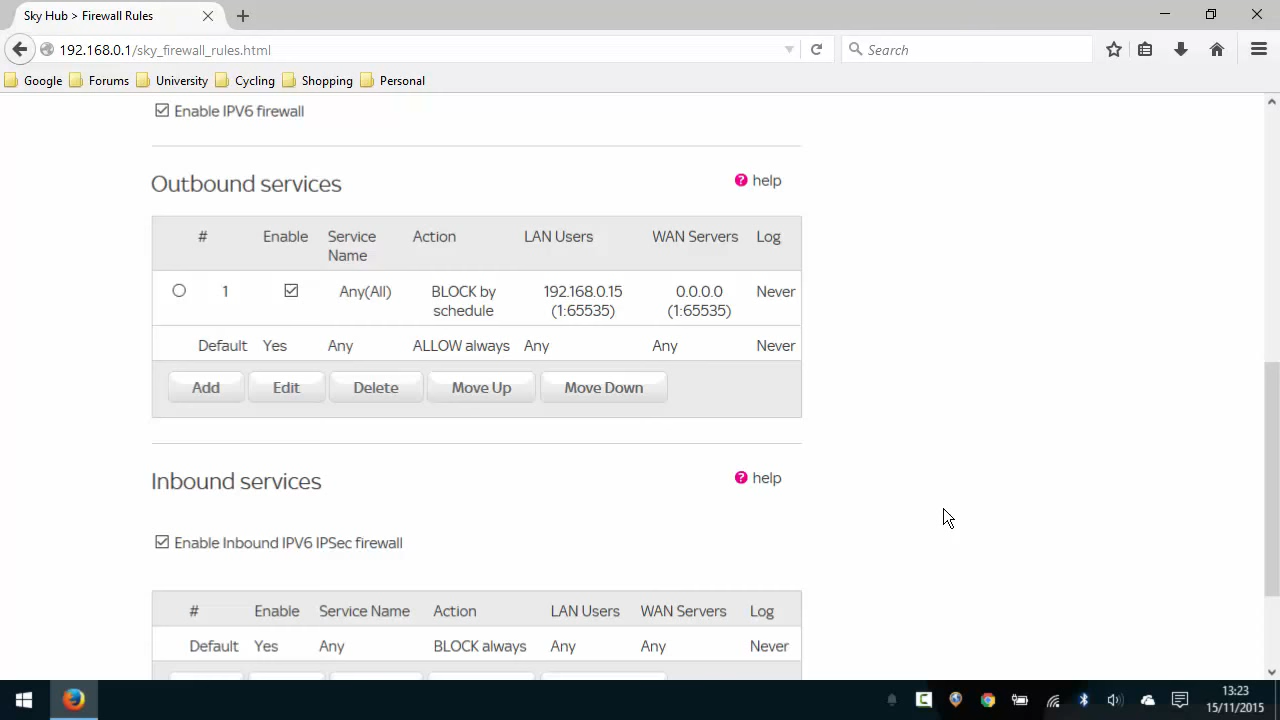 Sky Hub > Firewall Rules
192.168.0.1/sky_firewall_rules.html
Search
Google Forums University Cycling Shopping Personal
Enable IPV6 firewall
Outbound services
? help
# Enable Service Name Action LAN Users WAN Servers Log
1 Any(All) BLOCK by schedule 192.168.0.15 (1:65535) 0.0.0.0 (1:65535) Never
Default Yes Any ALLOW always Any Any Never
Add Edit Delete Move Up Move Down
Inbound services
? help
Enable Inbound IPV6 IPSec firewall
# Enable Service Name Action LAN Users WAN Servers Log
Default Yes Any BLOCK always Any Any Never
13:23
15/11/2015